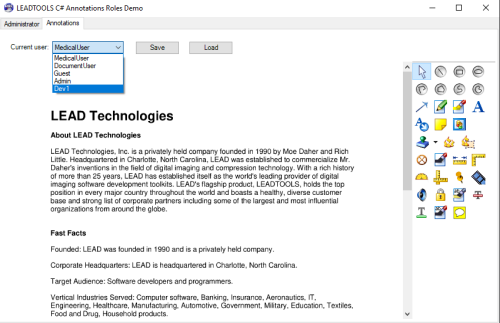 LEADTOOLS C# Annotations Roles Demo
Administrator Annotations
Current user: MedicalUser Save Load
MedicalUser
DocumentUser
Guest
Admin
Dev1
LEAD Technologies
About LEAD Technologies
LEAD Technologies, Inc. is a privately held company founded in 1990 by Moe Daher and Rich
Little. Headquartered in Charlotte, North Carolina, LEAD was established to commercialize Mr.
Daher's inventions in the field of digital imaging and compression technology. With a rich history
of more than 25 years, LEAD has established itself as the world's leading provider of digital
imaging software development toolkits. LEAD's flagship product, LEADTOOLS, holds the top
position in every major country throughout the world and boasts a healthy, diverse customer
base and strong list of corporate partners including some of the largest and most influential
organizations from around the globe.
Fast Facts
Founded: LEAD was founded in 1990 and is a privately held company.
Corporate Headquarters: LEAD is headquartered in Charlotte, North Carolina.
Target Audience: Software developers and programmers.
Vertical Industries Served: Computer software, Banking, Insurance, Aeronautics, IT,
Engineering, Healthcare, Manufacturing, Automotive, Government, Military, Education, Textiles,
Food and Drug, Household products.